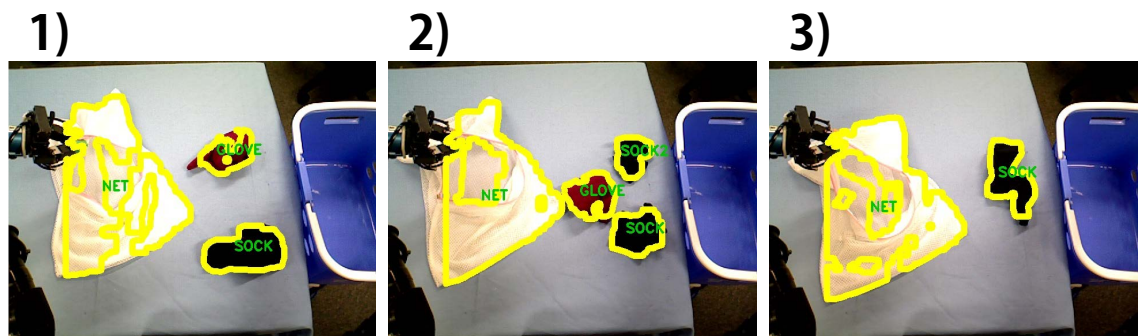 1) 2) 3)
GLOVE
NET
SOCK
SOCK2
GLOVE
NET
SOCK
SOCK
NET